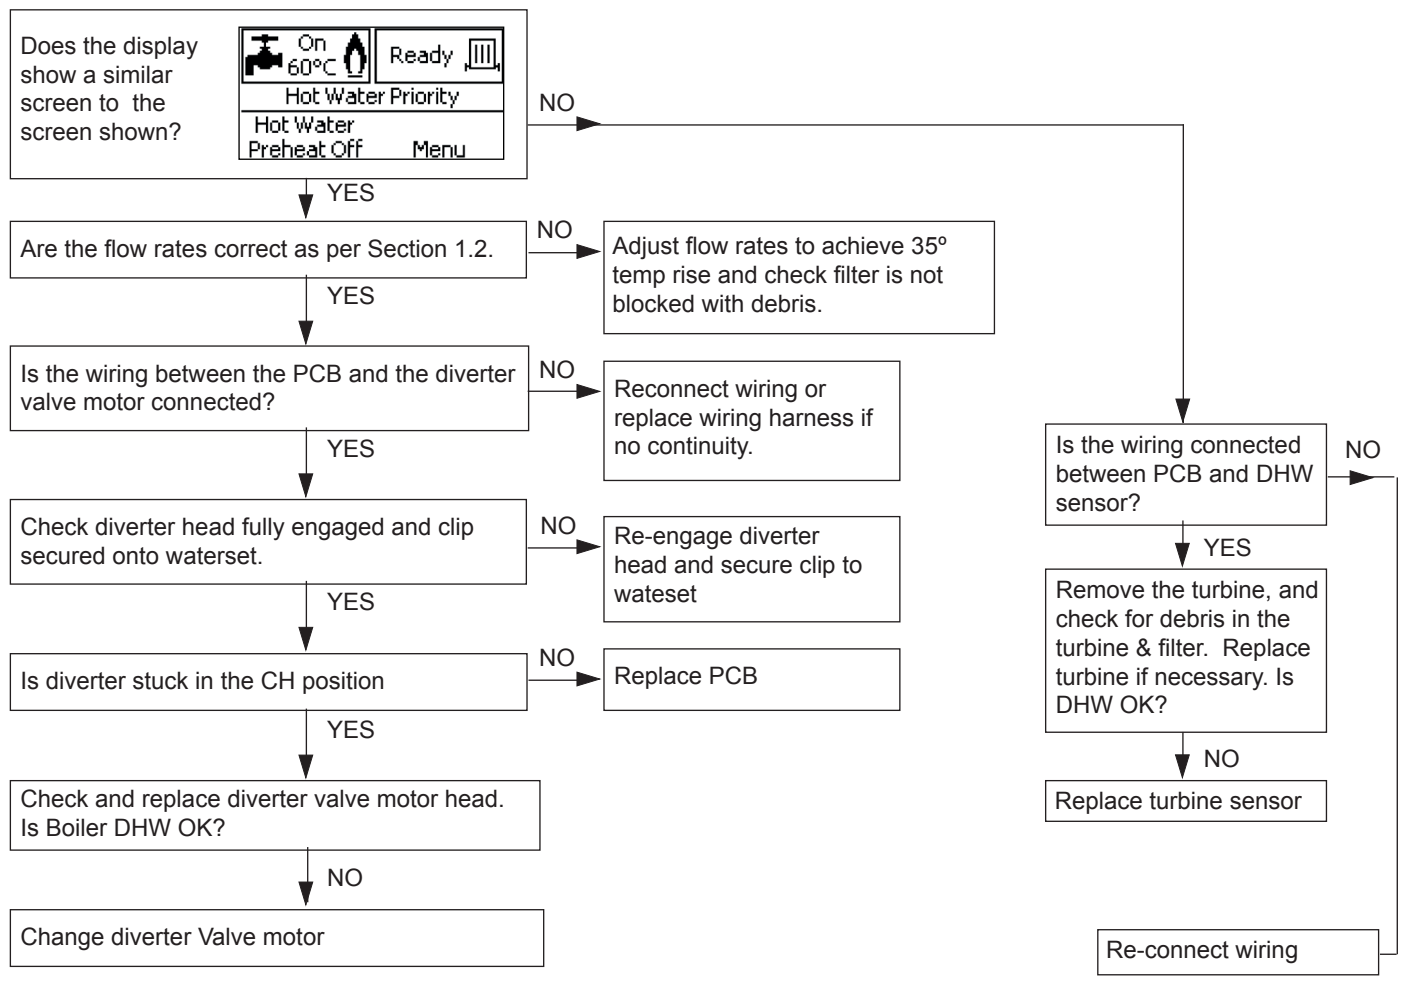 Does the display
show a similar
screen to the
screen shown?
On
60°C
Ready
Hot Water Priority
Hot Water
Preheat Off Menu
NO
YES
Are the flow rates correct as per Section 1.2.
NO
Adjust flow rates to achieve 35º
temp rise and check filter is not
blocked with debris.
YES
Is the wiring between the PCB and the diverter
valve motor connected?
NO
Reconnect wiring or
replace wiring harness if
no continuity.
YES
Check diverter head fully engaged and clip
secured onto waterset.
NO
Re-engage diverter
head and secure clip to
wateset
YES
Is diverter stuck in the CH position
NO
Replace PCB
YES
Check and replace diverter valve motor head.
Is Boiler DHW OK?
NO
Change diverter Valve motor
Is the wiring connected
between PCB and DHW
sensor?
NO
YES
Remove the turbine, and
check for debris in the
turbine & filter. Replace
turbine if necessary. Is
DHW OK?
NO
Replace turbine sensor
Re-connect wiring